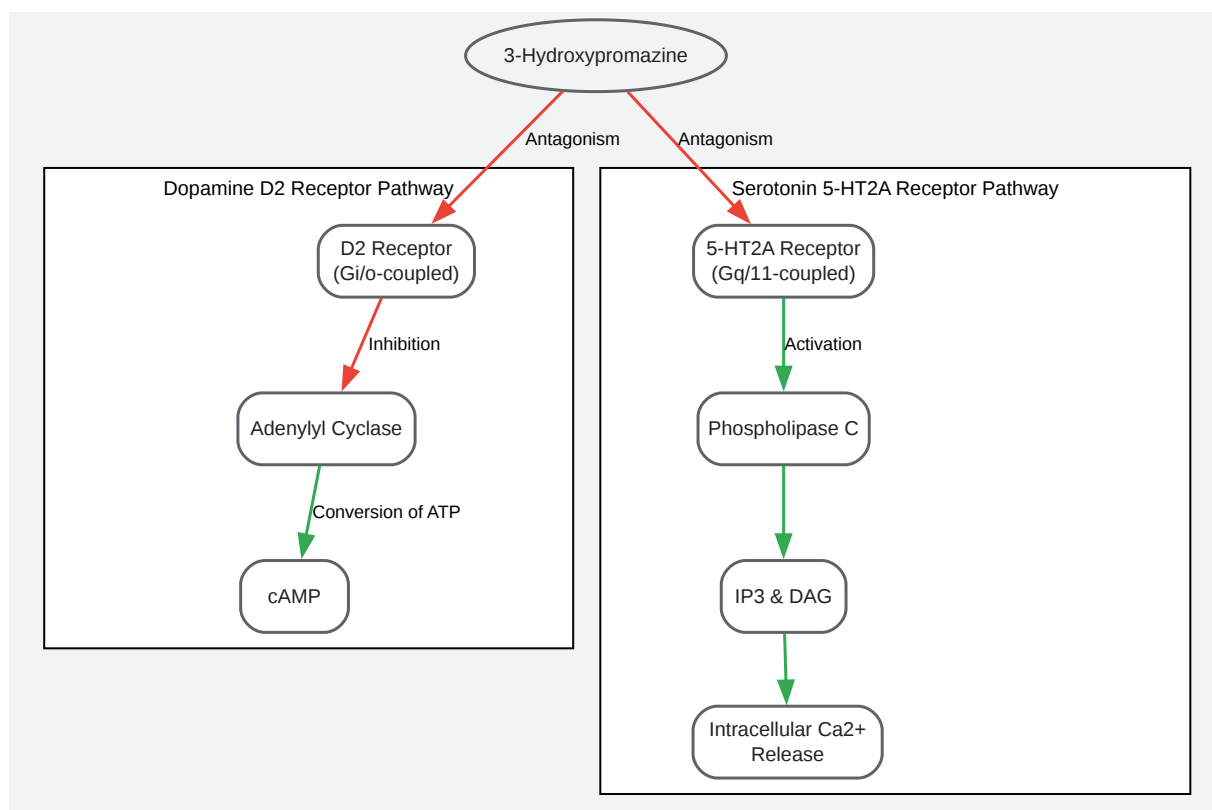 3-Hydroxypromazine
Antagonism
Antagonism
Dopamine D2 Receptor Pathway
D2 Receptor
(Gi/o-coupled)
Inhibition
Adenylyl Cyclase
Conversion of ATP
cAMP
Serotonin 5-HT2A Receptor Pathway
5-HT2A Receptor
(Gq/11-coupled)
Activation
Phospholipase C
IP3 & DAG
Intracellular Ca2+
Release